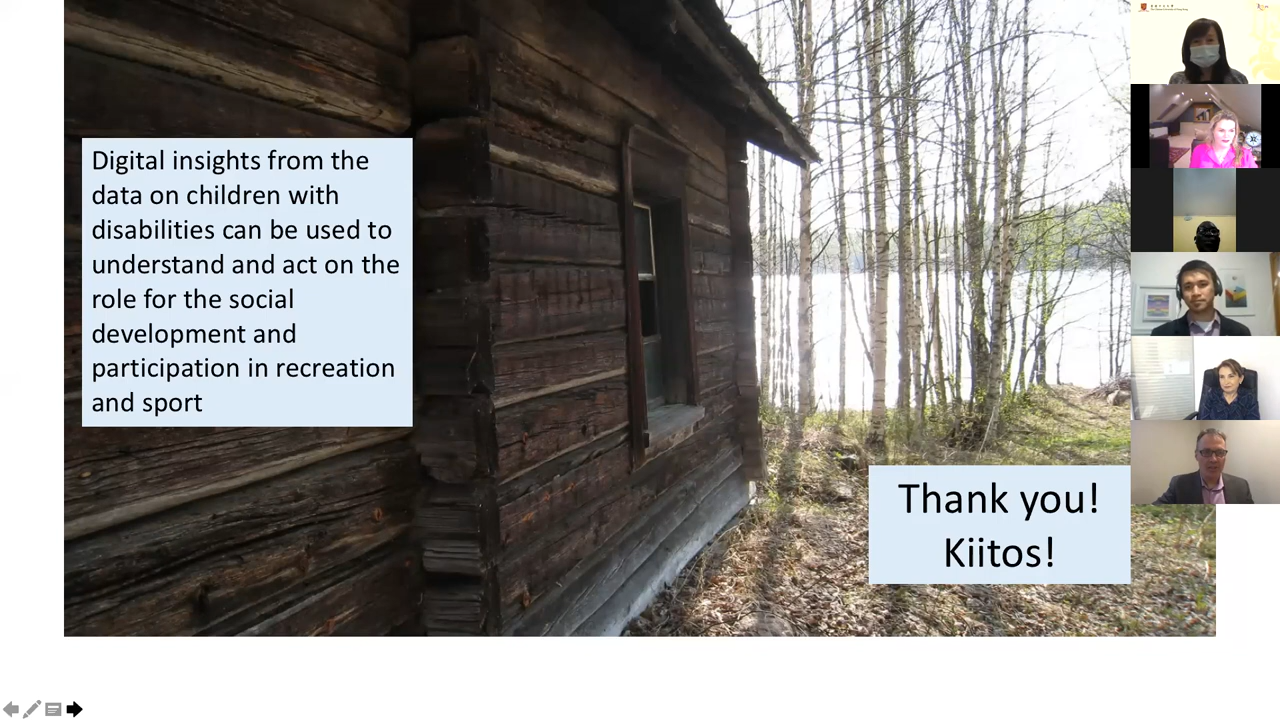 Digital insights from the
data on children with
disabilities can be used to
understand and act on the
role for the social
development and
participation in recreation
and sport
Thank you!
Kiitos!